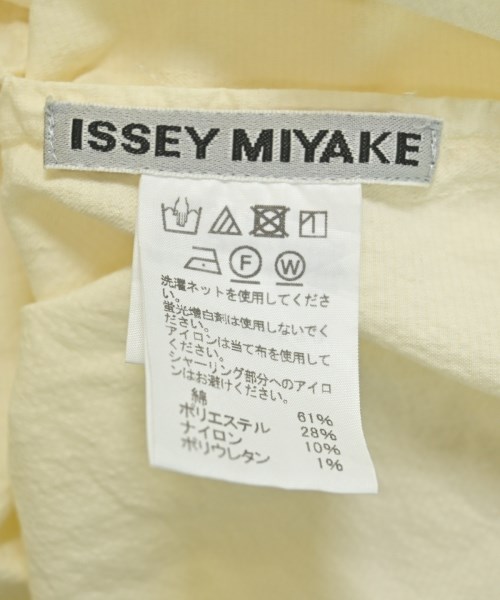 ISSEY MIYAKE
F W
洗濯ネットを使用してくださ
い。
蛍光増白剤は使用しないでく
ださい。
アイロンは当て布を使用して
ください。
シャーリング部分へのアイロ
ンはお避けください。
綿 61%
ポリエステル 28%
ナイロン 10%
ポリウレタン 1%